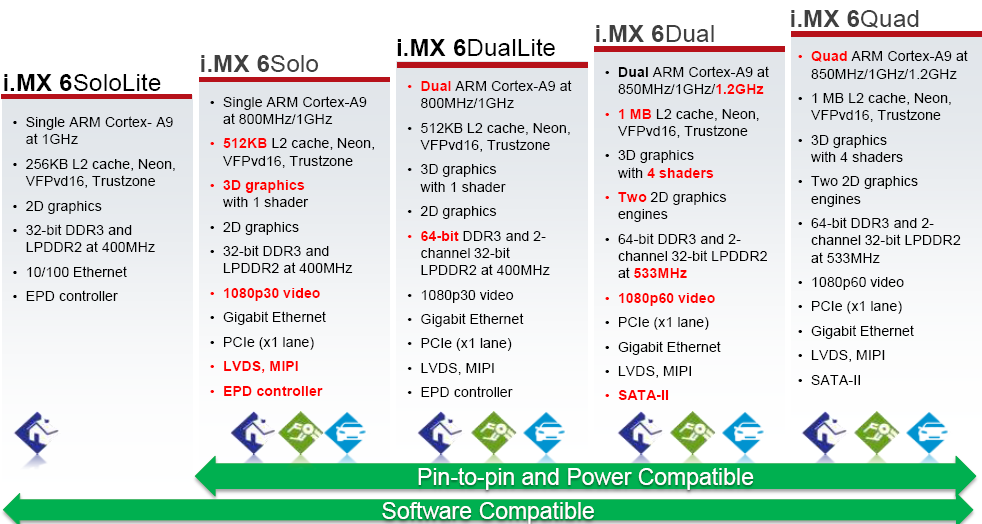 i.MX 6SoloLite
• Single ARM Cortex- A9
at 1GHz
• 256KB L2 cache, Neon,
VFPvd16, Trustzone
• 2D graphics
• 32-bit DDR3 and
LPDDR2 at 400MHz
• 10/100 Ethernet
• EPD controller
i.MX 6Solo
• Single ARM Cortex-A9
at 800MHz/1GHz
• 512KB L2 cache, Neon,
VFPvd16, Trustzone
• 3D graphics
with 1 shader
• 2D graphics
• 32-bit DDR3 and
LPDDR2 at 400MHz
• 1080p30 video
• Gigabit Ethernet
• PCIe (x1 lane)
• LVDS, MIPI
• EPD controller
i.MX 6DualLite
• Dual ARM Cortex-A9 at
800MHz/1GHz
• 512KB L2 cache, Neon,
VFPvd16, Trustzone
• 3D graphics
with 1 shader
• 2D graphics
• 64-bit DDR3 and 2-
channel 32-bit
LPDDR2 at 400MHz
• 1080p30 video
• Gigabit Ethernet
• PCIe (x1 lane)
• LVDS, MIPI
• EPD controller
i.MX 6Dual
• Dual ARM Cortex-A9 at
850MHz/1GHz/1.2GHz
• 1 MB L2 cache, Neon,
VFPvd16, Trustzone
• 3D graphics
with 4 shaders
• Two 2D graphics
engines
• 64-bit DDR3 and 2-
channel 32-bit LPDDR2
at 533MHz
• 1080p60 video
• PCIe (x1 lane)
• Gigabit Ethernet
• LVDS, MIPI
• SATA-II
i.MX 6Quad
• Quad ARM Cortex-A9 at
850MHz/1GHz/1.2GHz
• 1 MB L2 cache, Neon,
VFPvd16, Trustzone
• 3D graphics
with 4 shaders
• Two 2D graphics
engines
• 64-bit DDR3 and 2-
channel 32-bit LPDDR2
at 533MHz
• 1080p60 video
• PCIe (x1 lane)
• Gigabit Ethernet
• LVDS, MIPI
• SATA-II
Pin-to-pin and Power Compatible
Software Compatible